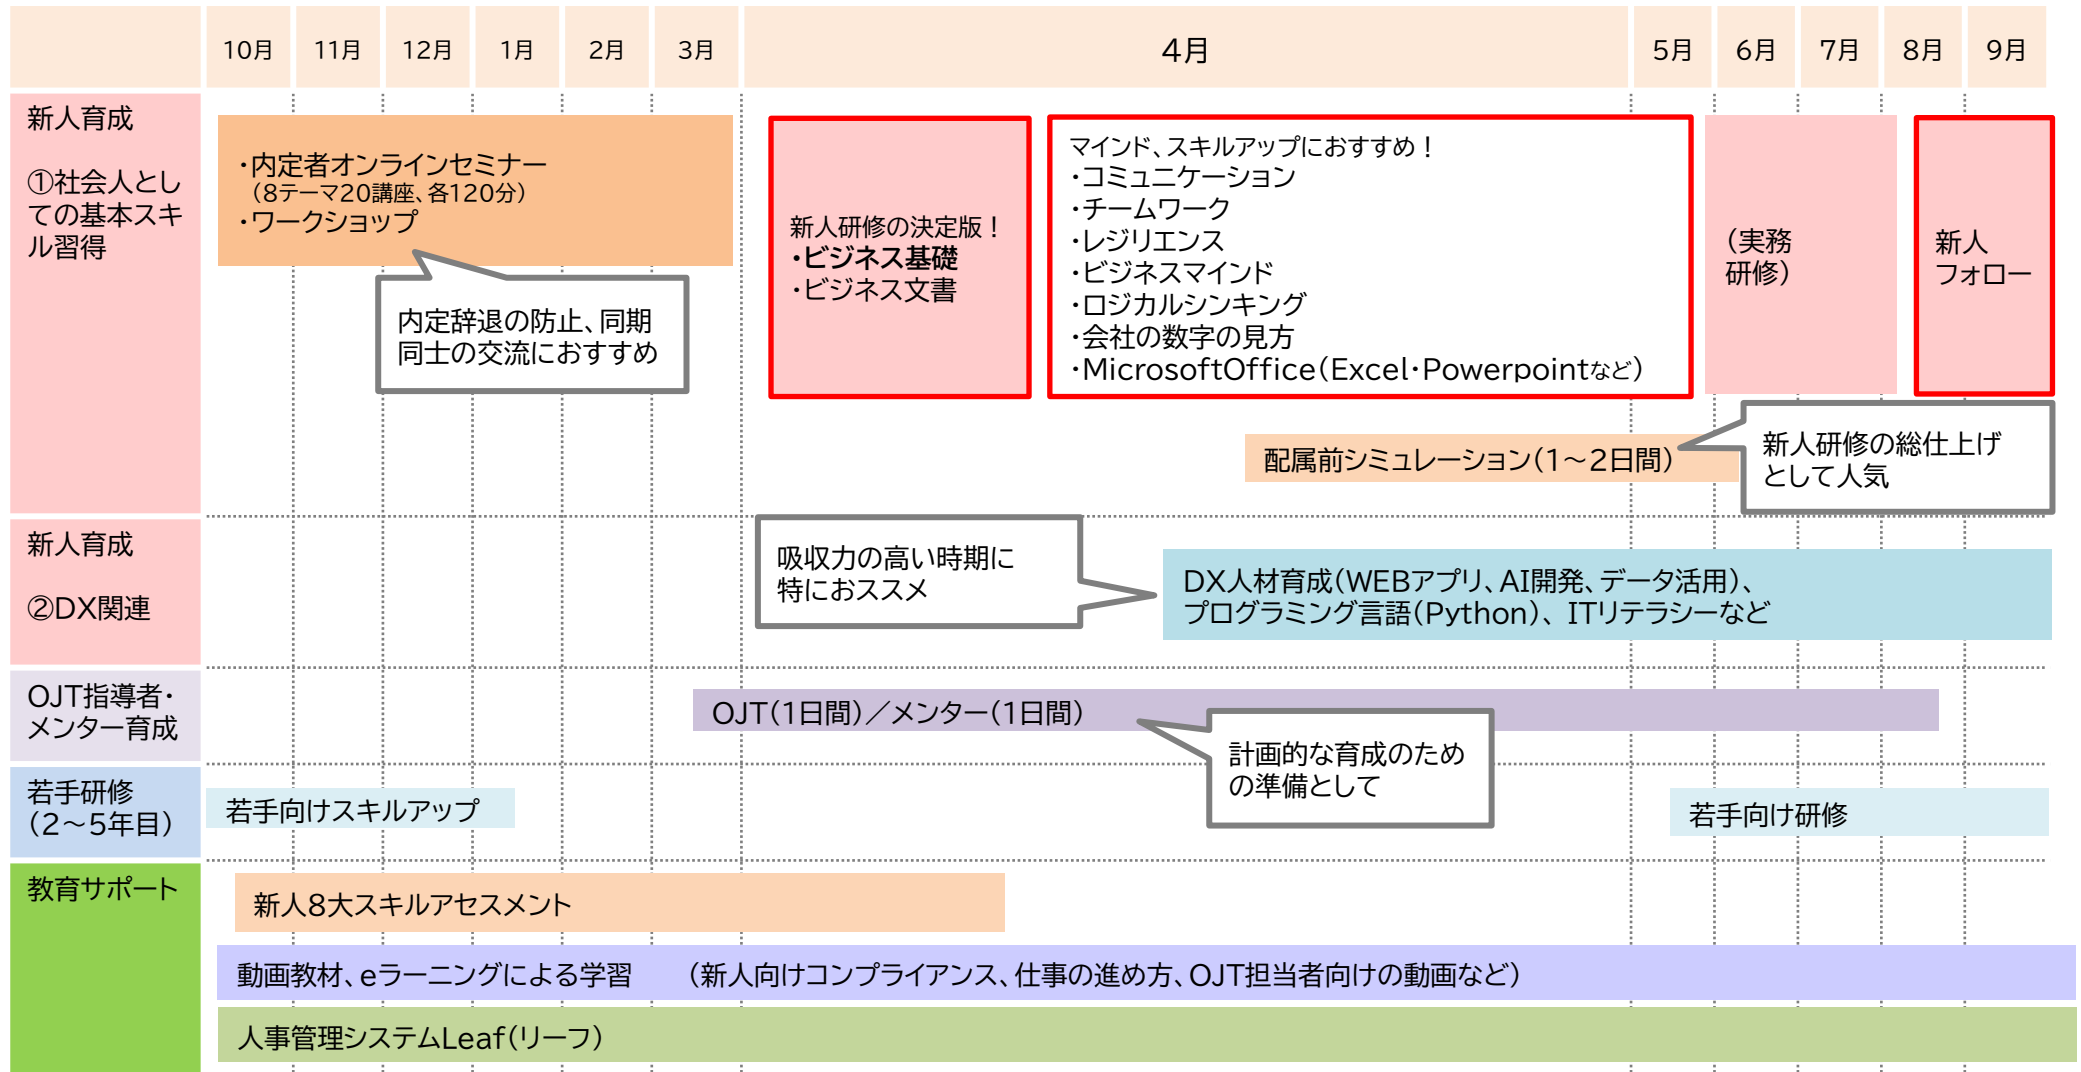 10月 11月 12月 1月 2月 3月 4月 5月 6月 7月 8月 9月
新人育成
①社会人とし
ての基本スキ
ル習得
・内定者オンラインセミナー
（8テーマ20講座、各120分）
・ワークショップ
内定辞退の防止、同期
同士の交流におすすめ
新人研修の決定版！
・ビジネス基礎
・ビジネス文書
マインド、スキルアップにおすすめ！
・コミュニケーション
・チームワーク
・レジリエンス
・ビジネスマインド
・ロジカルシンキング
・会社の数字の見方
・MicrosoftOffice（Excel・Powerpointなど）
（実務
研修）
新人
フォロー
配属前シミュレーション（1～2日間）
新人研修の総仕上げ
として人気
新人育成
②DX関連
吸収力の高い時期に
特におススメ
DX人材育成（WEBアプリ、AI開発、データ活用）、
プログラミング言語（Python）、ITリテラシーなど
OJT指導者・
メンター育成
OJT（1日間）／メンター（1日間）
計画的な育成のため
の準備として
若手研修
（2～5年目）
若手向けスキルアップ
若手向け研修
教育サポート
新人8大スキルアセスメント
動画教材、eラーニングによる学習　（新人向けコンプライアンス、仕事の進め方、OJT担当者向けの動画など）
人事管理システムLeaf（リーフ）